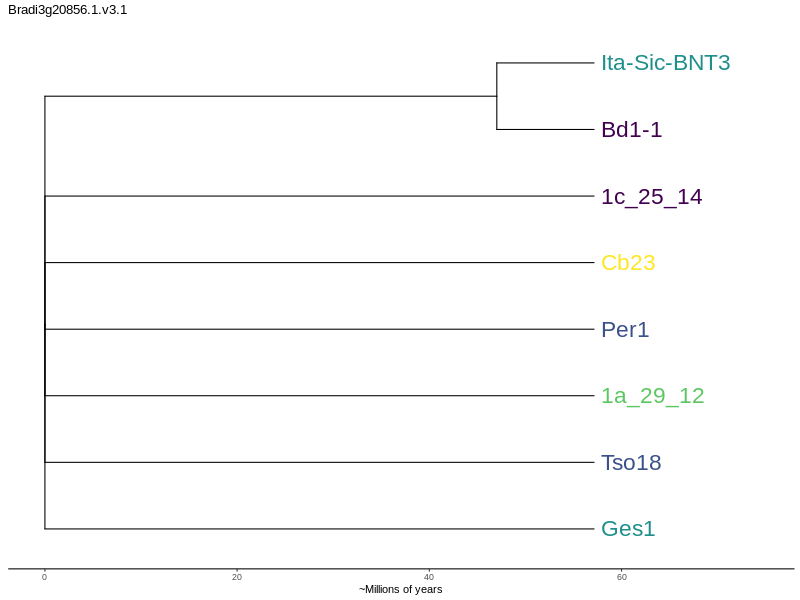 Bradi3g20856.1.v3.1
Ita-Sic-BNT3
Bd1-1
1c_25_14
Cb23
Per1
1a_29_12
Tso18
Ges1
0 20 40 60
~Millions of years